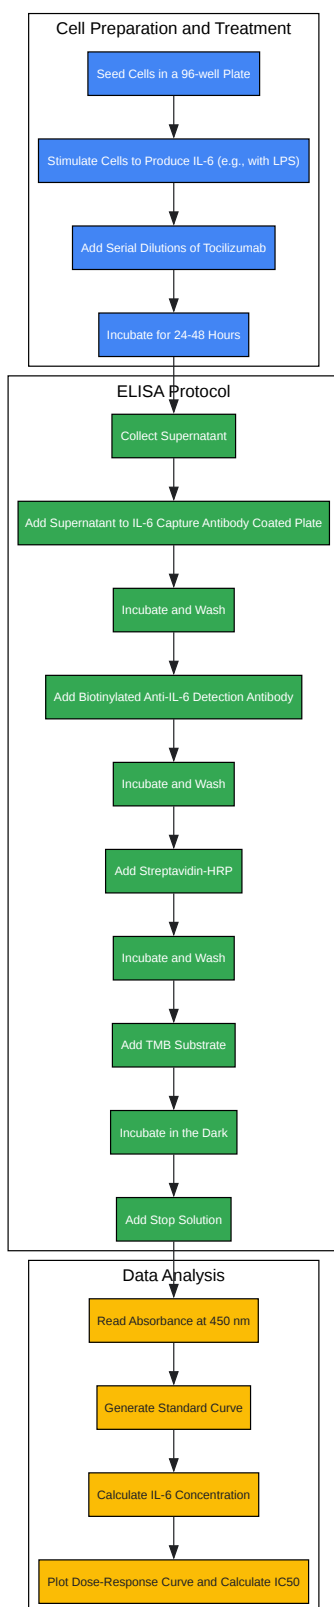 Cell Preparation and Treatment
Seed Cells in a 96-well Plate
Stimulate Cells to Produce IL-6 (e.g., with LPS)
Add Serial Dilutions of Tocilizumab
Incubate for 24-48 Hours
ELISA Protocol
Collect Supernatant
Add Supernatant to IL-6 Capture Antibody Coated Plate
Incubate and Wash
Add Biotinylated Anti-IL-6 Detection Antibody
Incubate and Wash
Add Streptavidin-HRP
Incubate and Wash
Add TMB Substrate
Incubate in the Dark
Add Stop Solution
Data Analysis
Read Absorbance at 450 nm
Generate Standard Curve
Calculate IL-6 Concentration
Plot Dose-Response Curve and Calculate IC50